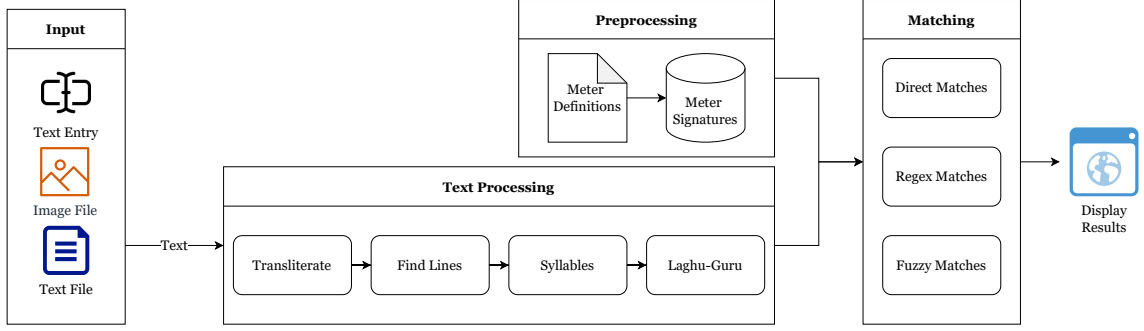 Input
Text Entry
Image File
Text File
Text
Preprocessing
Meter
Definitions
Meter
Signatures
Text Processing
Transliterate
Find Lines
Syllables
Laghu-Guru
Matching
Direct Matches
Regex Matches
Fuzzy Matches
Display
Results